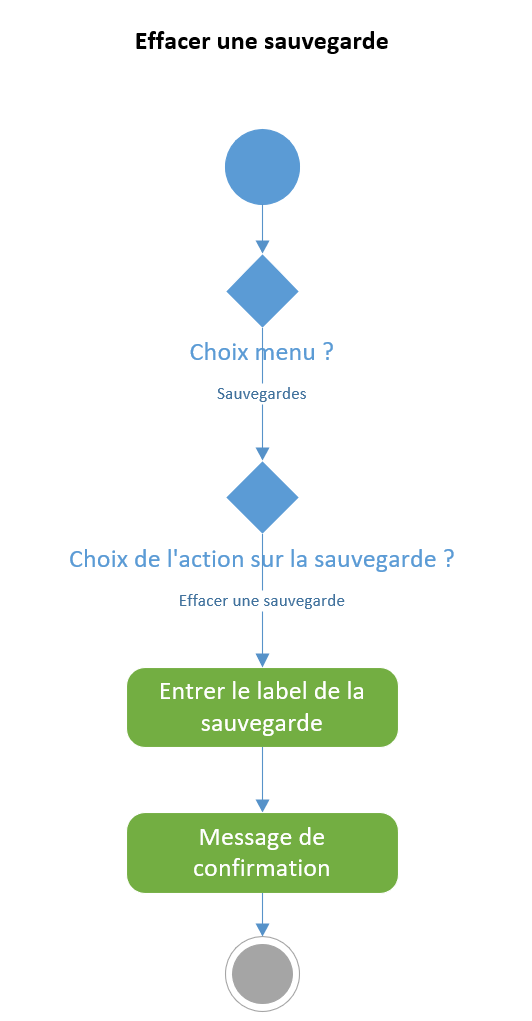 Effacer une sauvegarde
Choix menu ?
Sauvegardes
Choix de l'action sur la sauvegarde ?
Effacer une sauvegarde
Entrer le label de la
sauvegarde
Message de
confirmation